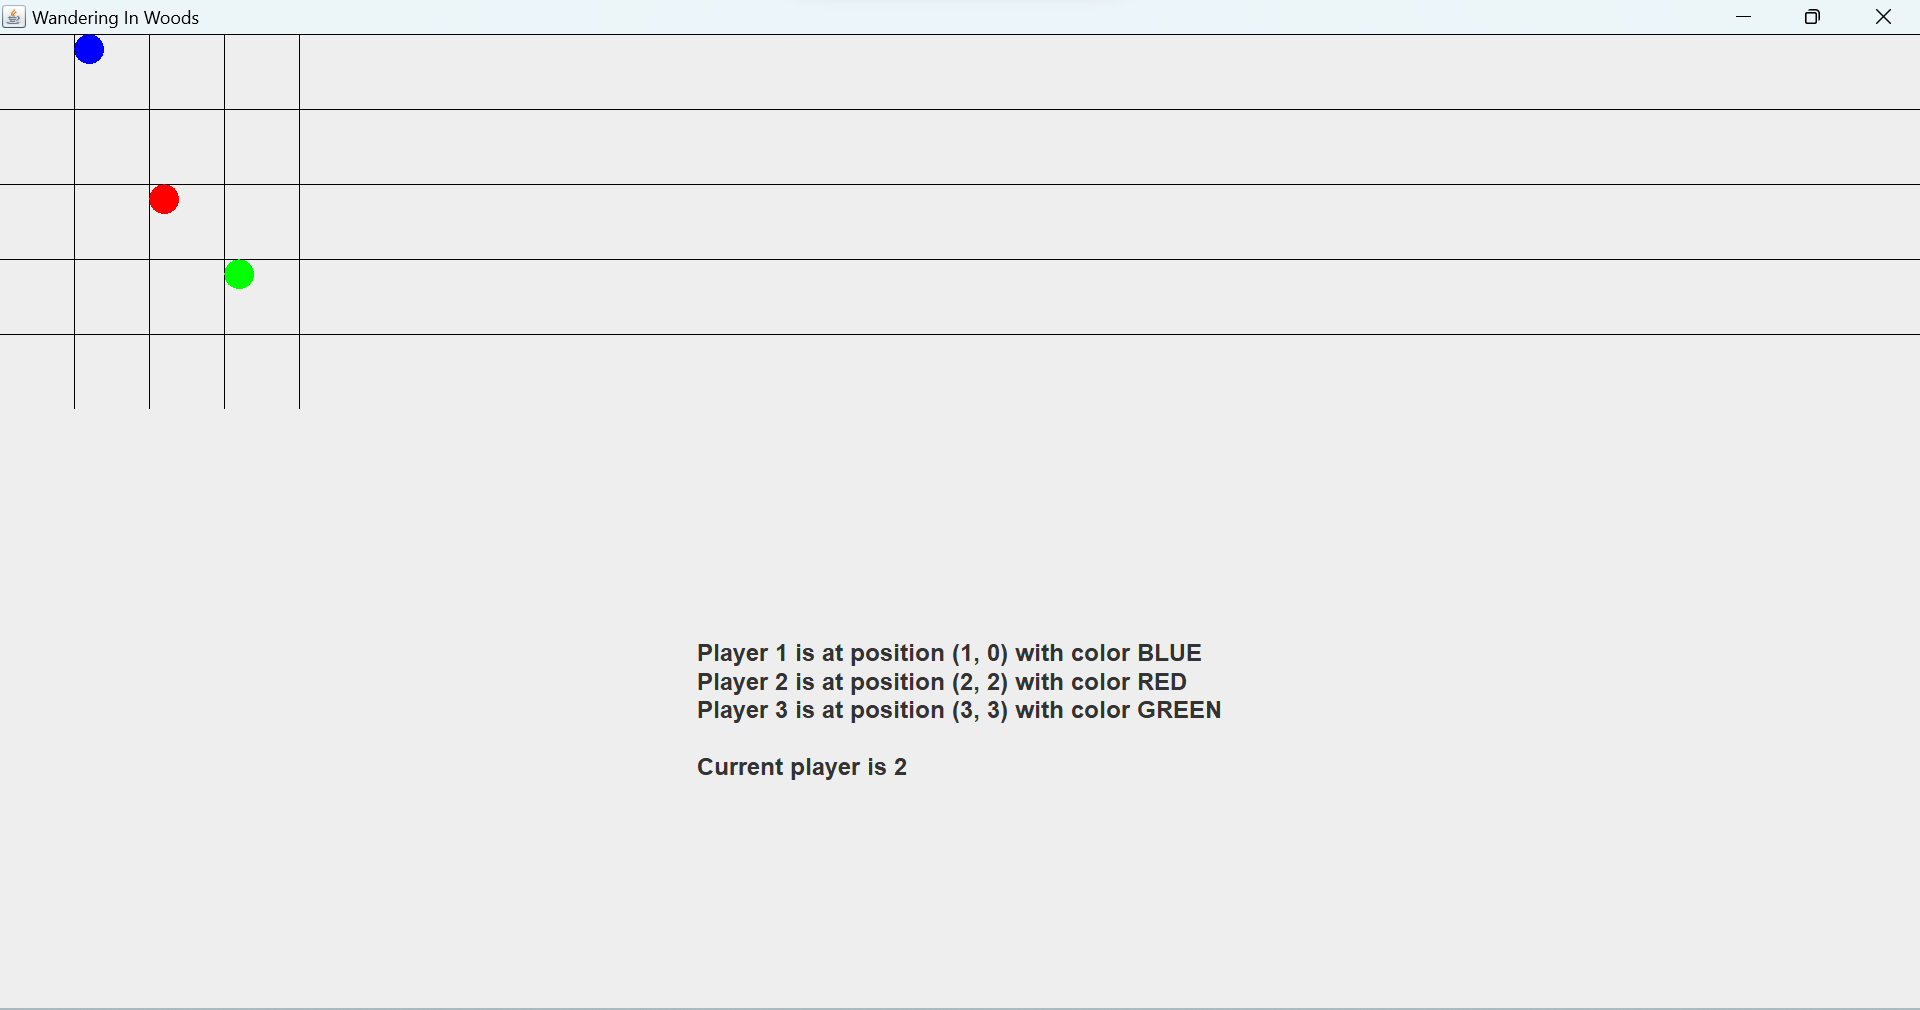 Wandering In Woods
Player 1 is at position (1, 0) with color BLUE
Player 2 is at position (2, 2) with color RED
Player 3 is at position (3, 3) with color GREEN
Current player is 2